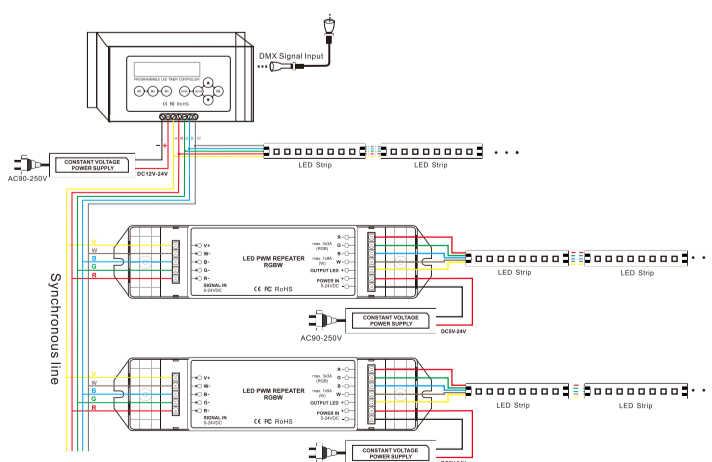 DMX Signal Input
PROGRAMMABLE LED TIMER CONTROLLER
CE FC RoHS
- +
CONSTANT VOLTAGE
POWER SUPPLY
AC90-250V
DC12V-24V
LED Strip
LED Strip
Synchronous line
V
W
B
G
R
V+
W-
B-
G-
R-
SIGNAL IN
5-24VDC
LED PWM REPEATER
RGBW
CE FC RoHS
max. 3x3A
(RGB)
max. 1x9A
(W)
R -
G -
B -
W -
OUTPUT LED +
POWER IN +
5-24VDC -
LED Strip
LED Strip
CONSTANT VOLTAGE
POWER SUPPLY
AC90-250V
DC5V-24V
V
W
B
G
R
V+
W-
B-
G-
R-
SIGNAL IN
5-24VDC
LED PWM REPEATER
RGBW
CE FC RoHS
max. 3x3A
(RGB)
max. 1x9A
(W)
R -
G -
B -
W -
OUTPUT LED +
POWER IN +
5-24VDC -
LED Strip
LED Strip
CONSTANT VOLTAGE
POWER SUPPLY